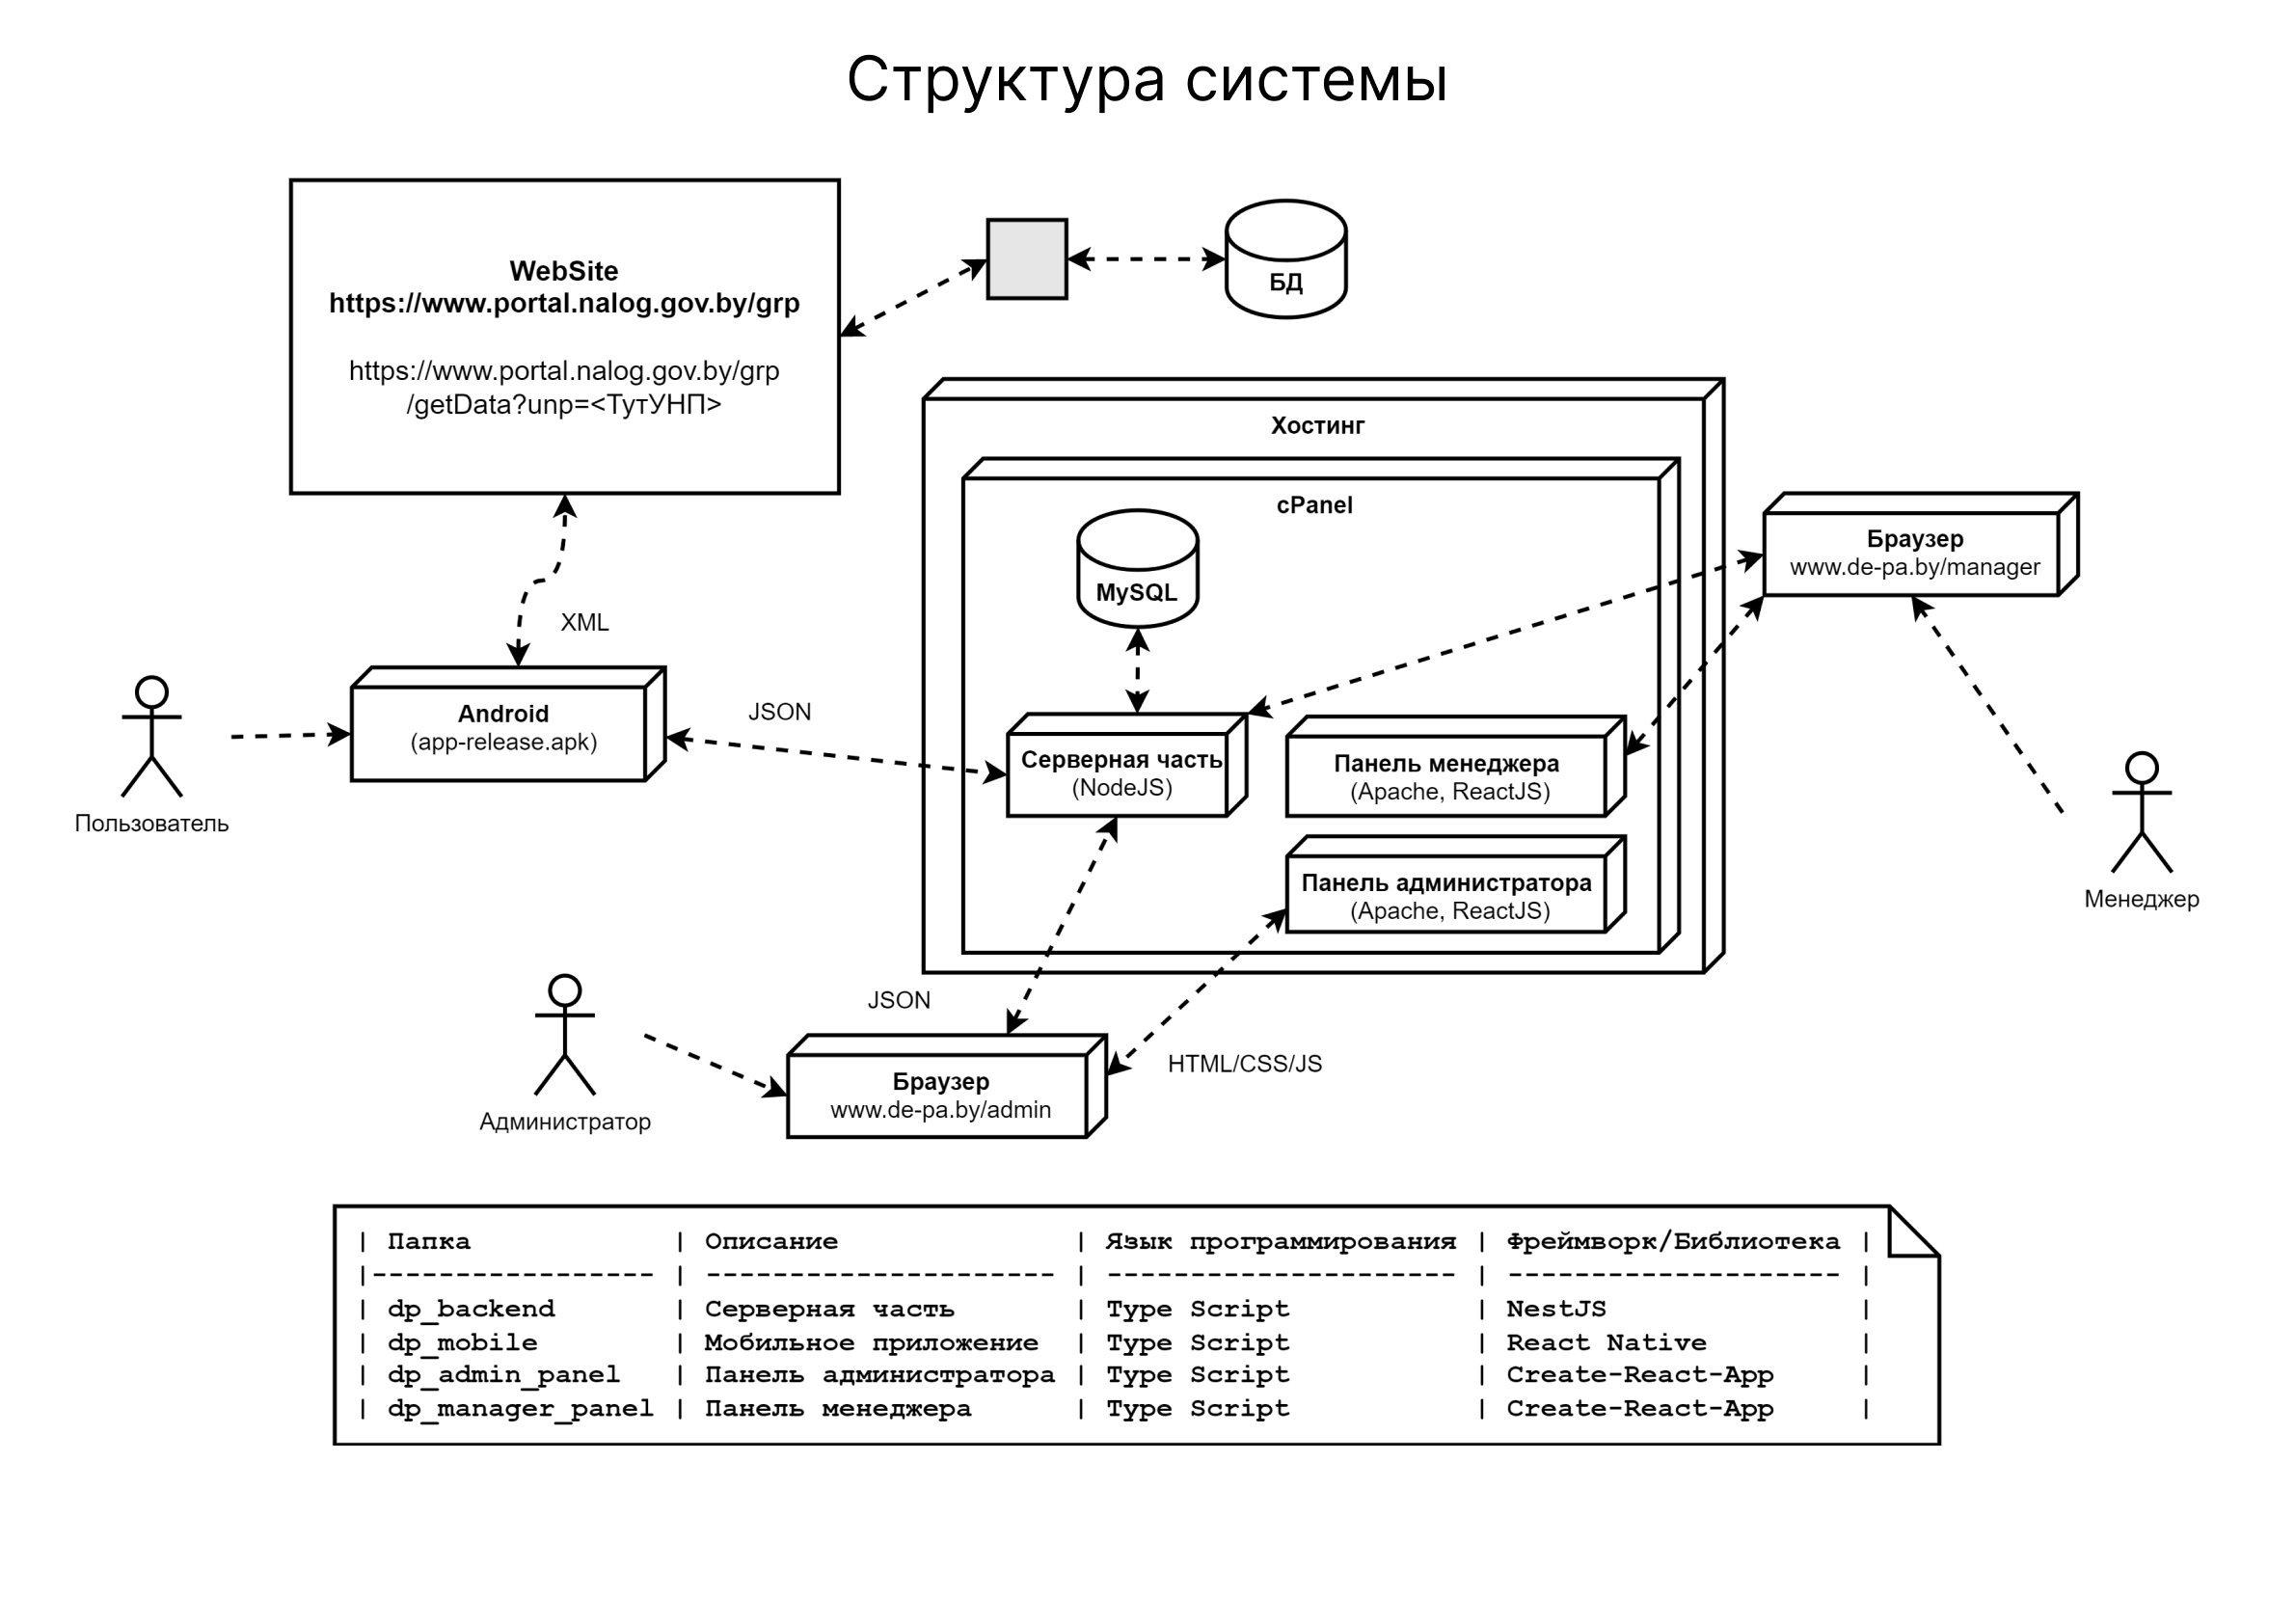 Структура системы
WebSite
https://www.portal.nalog.gov.by/grp
https://www.portal.nalog.gov.by/grp
/getData?unp=<ТутУНП>
БД
Хостинг
cPanel
MySQL
Браузер
www.de-pa.by/manager
XML
Android
(app-release.apk)
JSON
Серверная часть
(NodeJS)
Панель менеджера
(Apache, ReactJS)
Пользователь
Панель администратора
(Apache, ReactJS)
Менеджер
JSON
HTML/CSS/JS
Браузер
www.de-pa.by/admin
Администратор
| Папка | Описание | Язык программирования | Фреймворк/Библиотека |
|----------------- | --------------------- | --------------------- | -------------------- |
| dp_backend | Серверная часть | Type Script | NestJS |
| dp_mobile | Мобильное приложение | Type Script | React Native |
| dp_admin_panel | Панель администратора | Type Script | Create-React-App |
| dp_manager_panel | Панель менеджера | Type Script | Create-React-App |